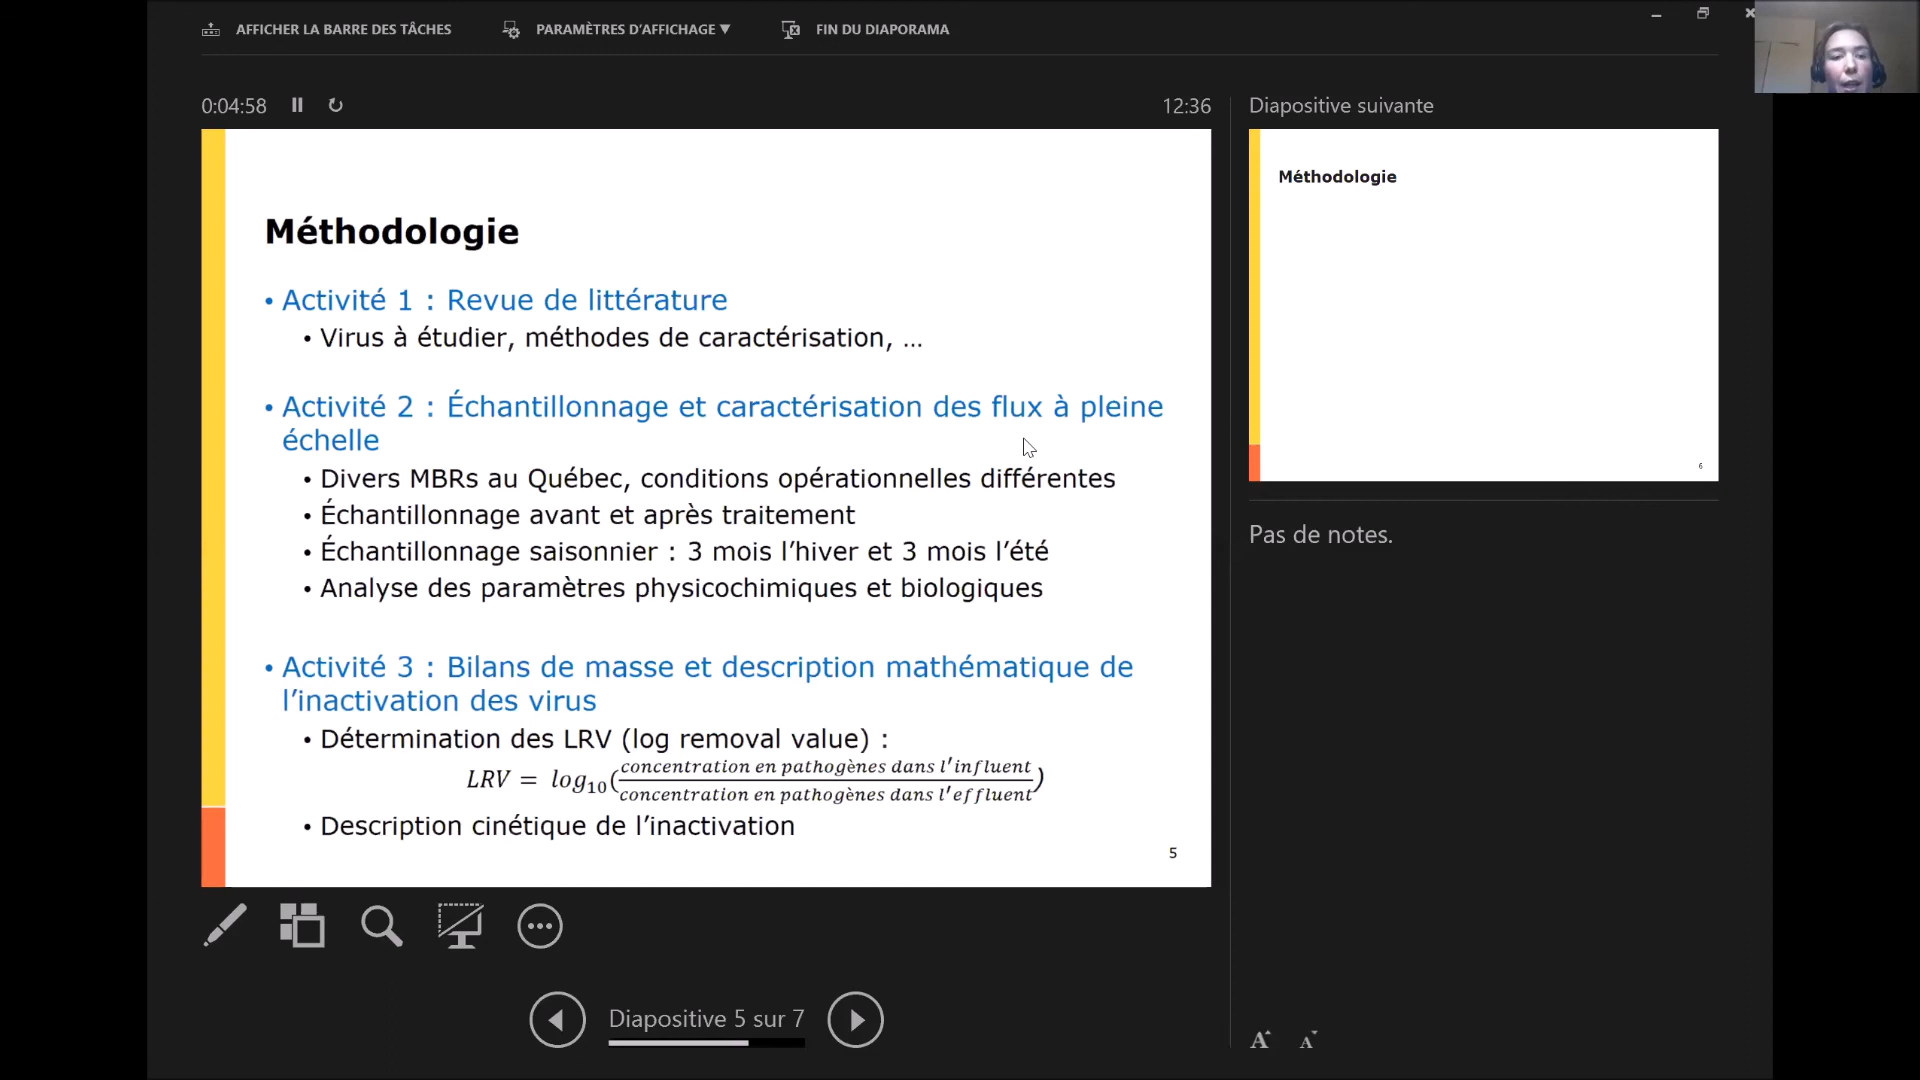 AFFICHER LA BARRE DES TÂCHES
PARAMÈTRES D'AFFICHAGE ▼
FIN DU DIAPORAMA
0:04:58
12:36
Méthodologie
• Activité 1 : Revue de littérature
• Virus à étudier, méthodes de caractérisation, ...
• Activité 2 : Échantillonnage et caractérisation des flux à pleine
échelle
• Divers MBRs au Québec, conditions opérationnelles différentes
• Échantillonnage avant et après traitement
• Échantillonnage saisonnier : 3 mois l'hiver et 3 mois l'été
• Analyse des paramètres physicochimiques et biologiques
• Activité 3 : Bilans de masse et description mathématique de
l'inactivation des virus
• Détermination des LRV (log removal value) :
LRV = log10(concentration en pathogènes dans l'influent / concentration en pathogènes dans l'effluent)
• Description cinétique de l'inactivation
5
Diapositive 5 sur 7
Diapositive suivante
Méthodologie
6
Pas de notes.
A A